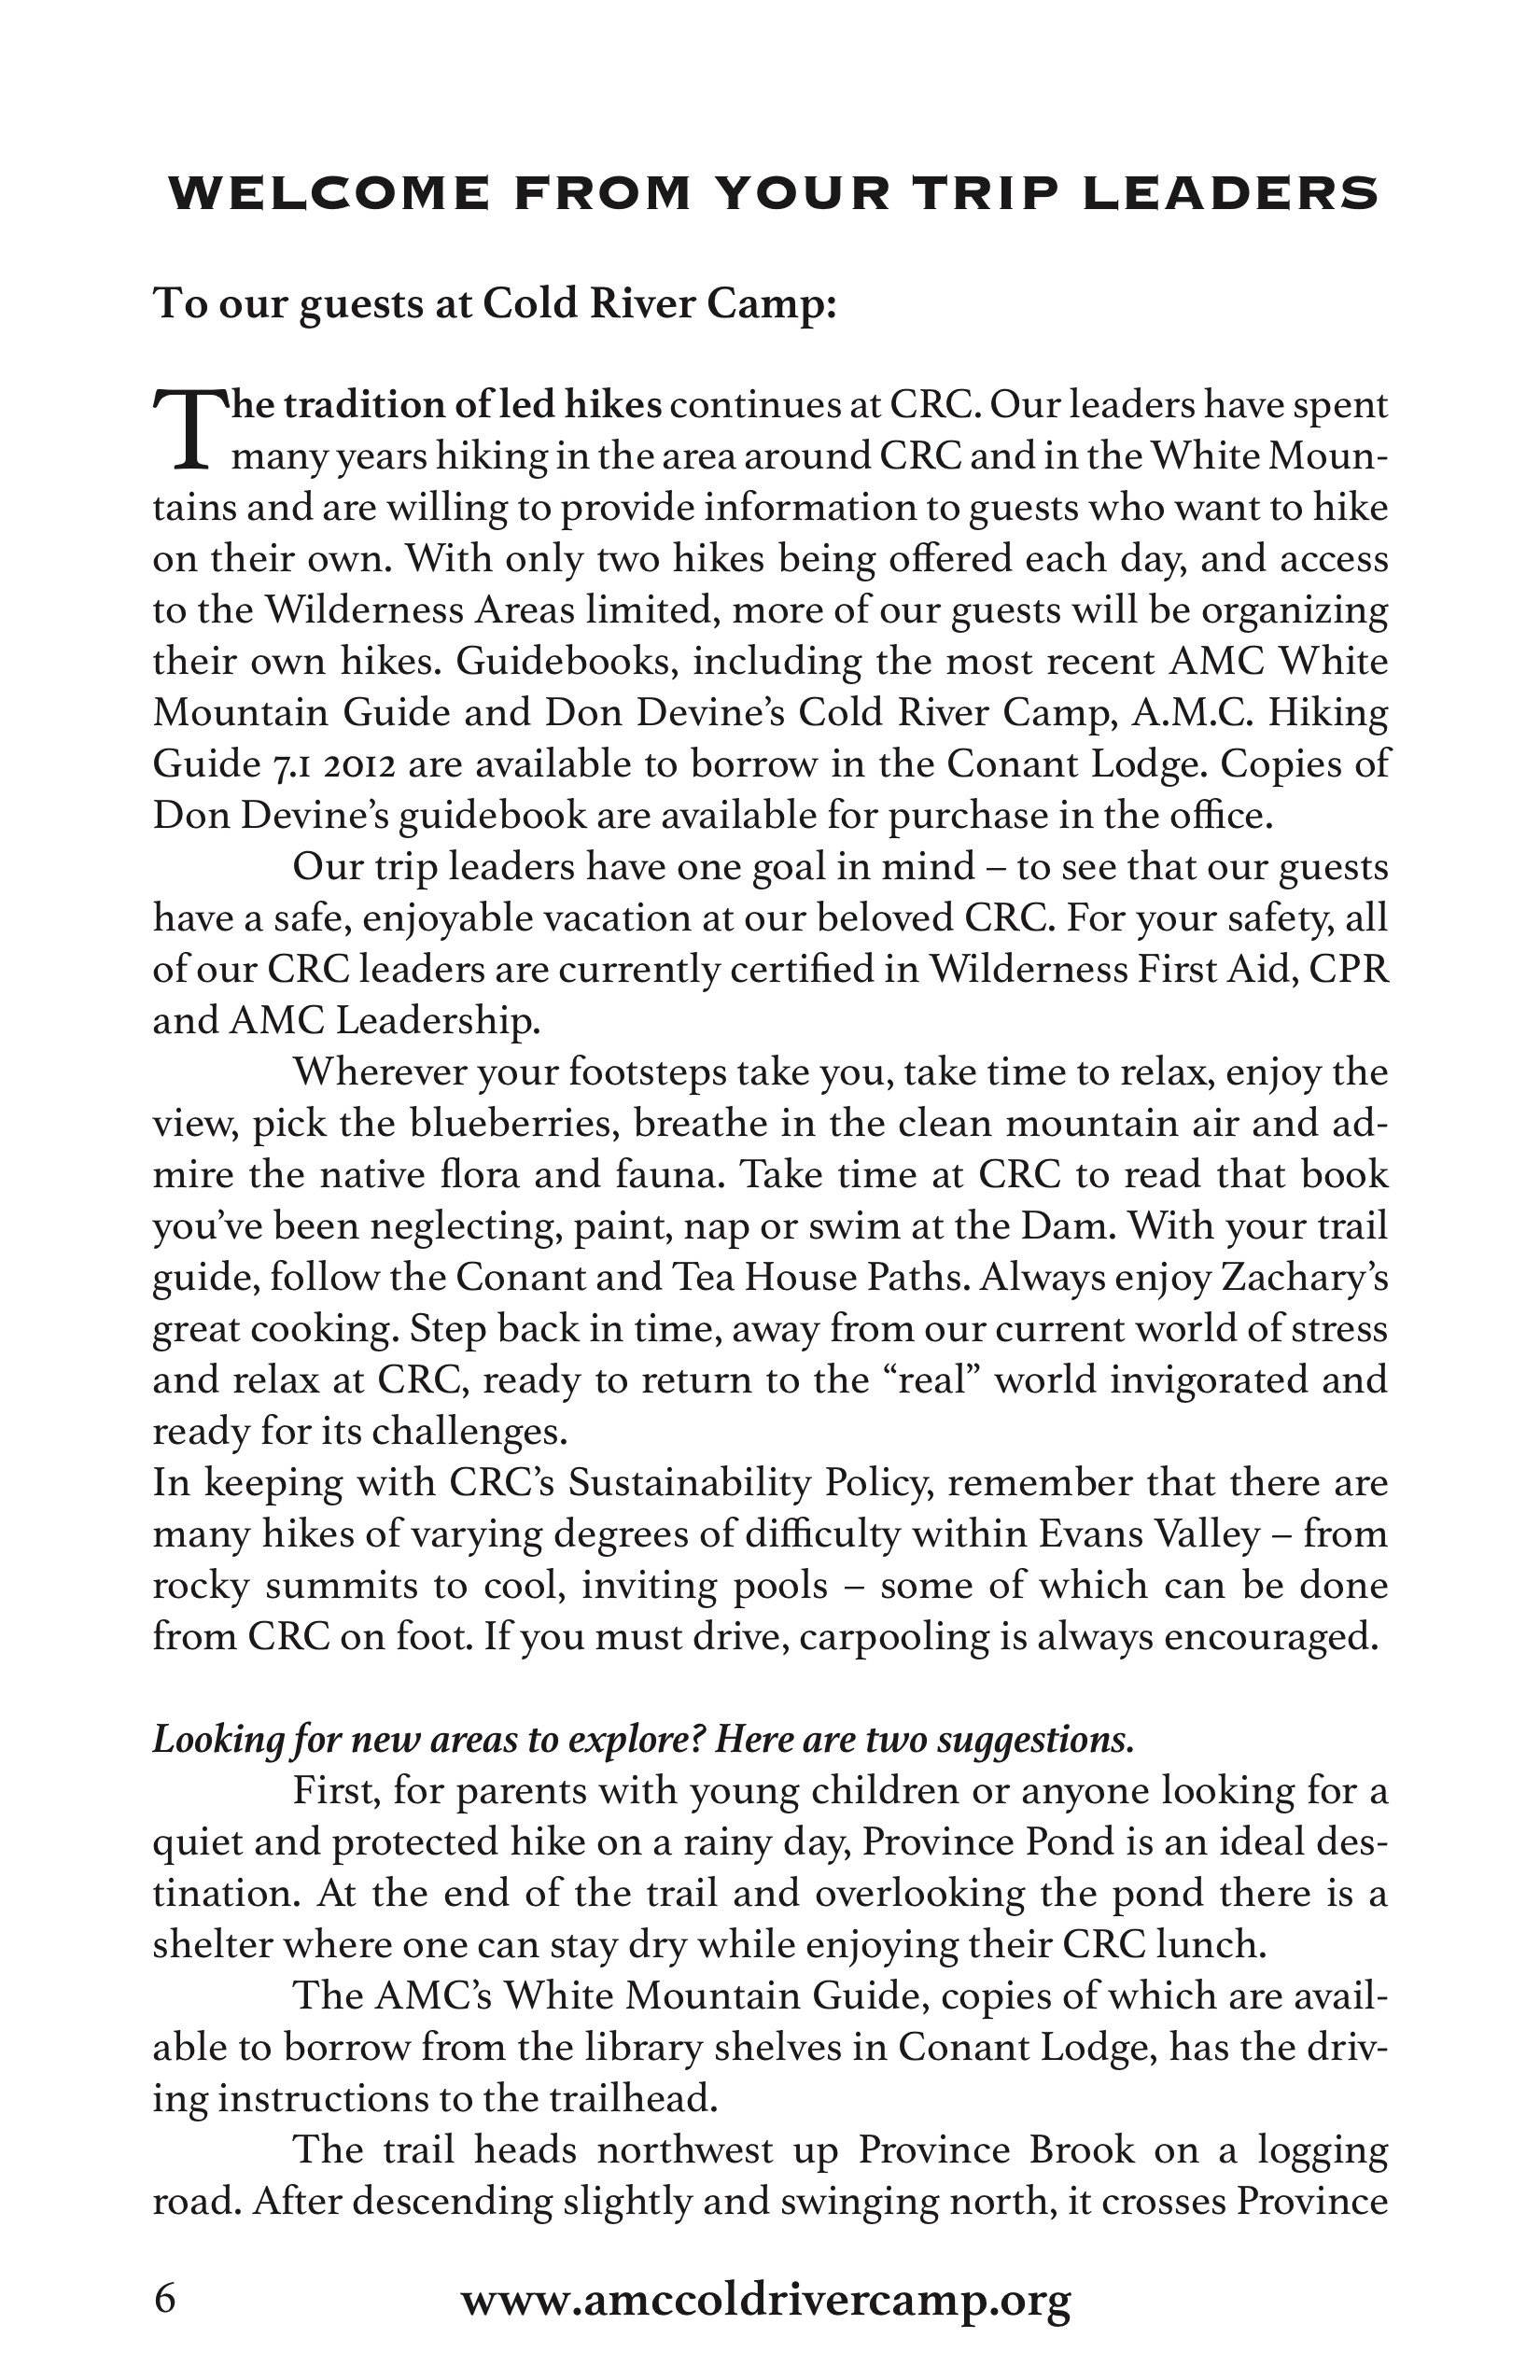 WELCOME FROM YOUR TRIP LEADERS
To our guests at Cold River Camp:
The tradition of led hikes continues at CRC. Our leaders have spent
many years hiking in the area around CRC and in the White Moun-
tains and are willing to provide information to guests who want to hike
on their own. With only two hikes being offered each day, and access
to the Wilderness Areas limited, more of our guests will be organizing
their own hikes. Guidebooks, including the most recent AMC White
Mountain Guide and Don Devine’s Cold River Camp, A.M.C. Hiking
Guide 7.1 2012 are available to borrow in the Conant Lodge. Copies of
Don Devine’s guidebook are available for purchase in the office.
Our trip leaders have one goal in mind – to see that our guests
have a safe, enjoyable vacation at our beloved CRC. For your safety, all
of our CRC leaders are currently certified in Wilderness First Aid, CPR
and AMC Leadership.
Wherever your footsteps take you, take time to relax, enjoy the
view, pick the blueberries, breathe in the clean mountain air and ad-
mire the native flora and fauna. Take time at CRC to read that book
you’ve been neglecting, paint, nap or swim at the Dam. With your trail
guide, follow the Conant and Tea House Paths. Always enjoy Zachary’s
great cooking. Step back in time, away from our current world of stress
and relax at CRC, ready to return to the “real” world invigorated and
ready for its challenges.
In keeping with CRC’s Sustainability Policy, remember that there are
many hikes of varying degrees of difficulty within Evans Valley – from
rocky summits to cool, inviting pools – some of which can be done
from CRC on foot. If you must drive, carpooling is always encouraged.
Looking for new areas to explore? Here are two suggestions.
First, for parents with young children or anyone looking for a
quiet and protected hike on a rainy day, Province Pond is an ideal des-
tination. At the end of the trail and overlooking the pond there is a
shelter where one can stay dry while enjoying their CRC lunch.
The AMC’s White Mountain Guide, copies of which are avail-
able to borrow from the library shelves in Conant Lodge, has the driv-
ing instructions to the trailhead.
The trail heads northwest up Province Brook on a logging
road. After descending slightly and swinging north, it crosses Province
6 www.amccoldrivercamp.org